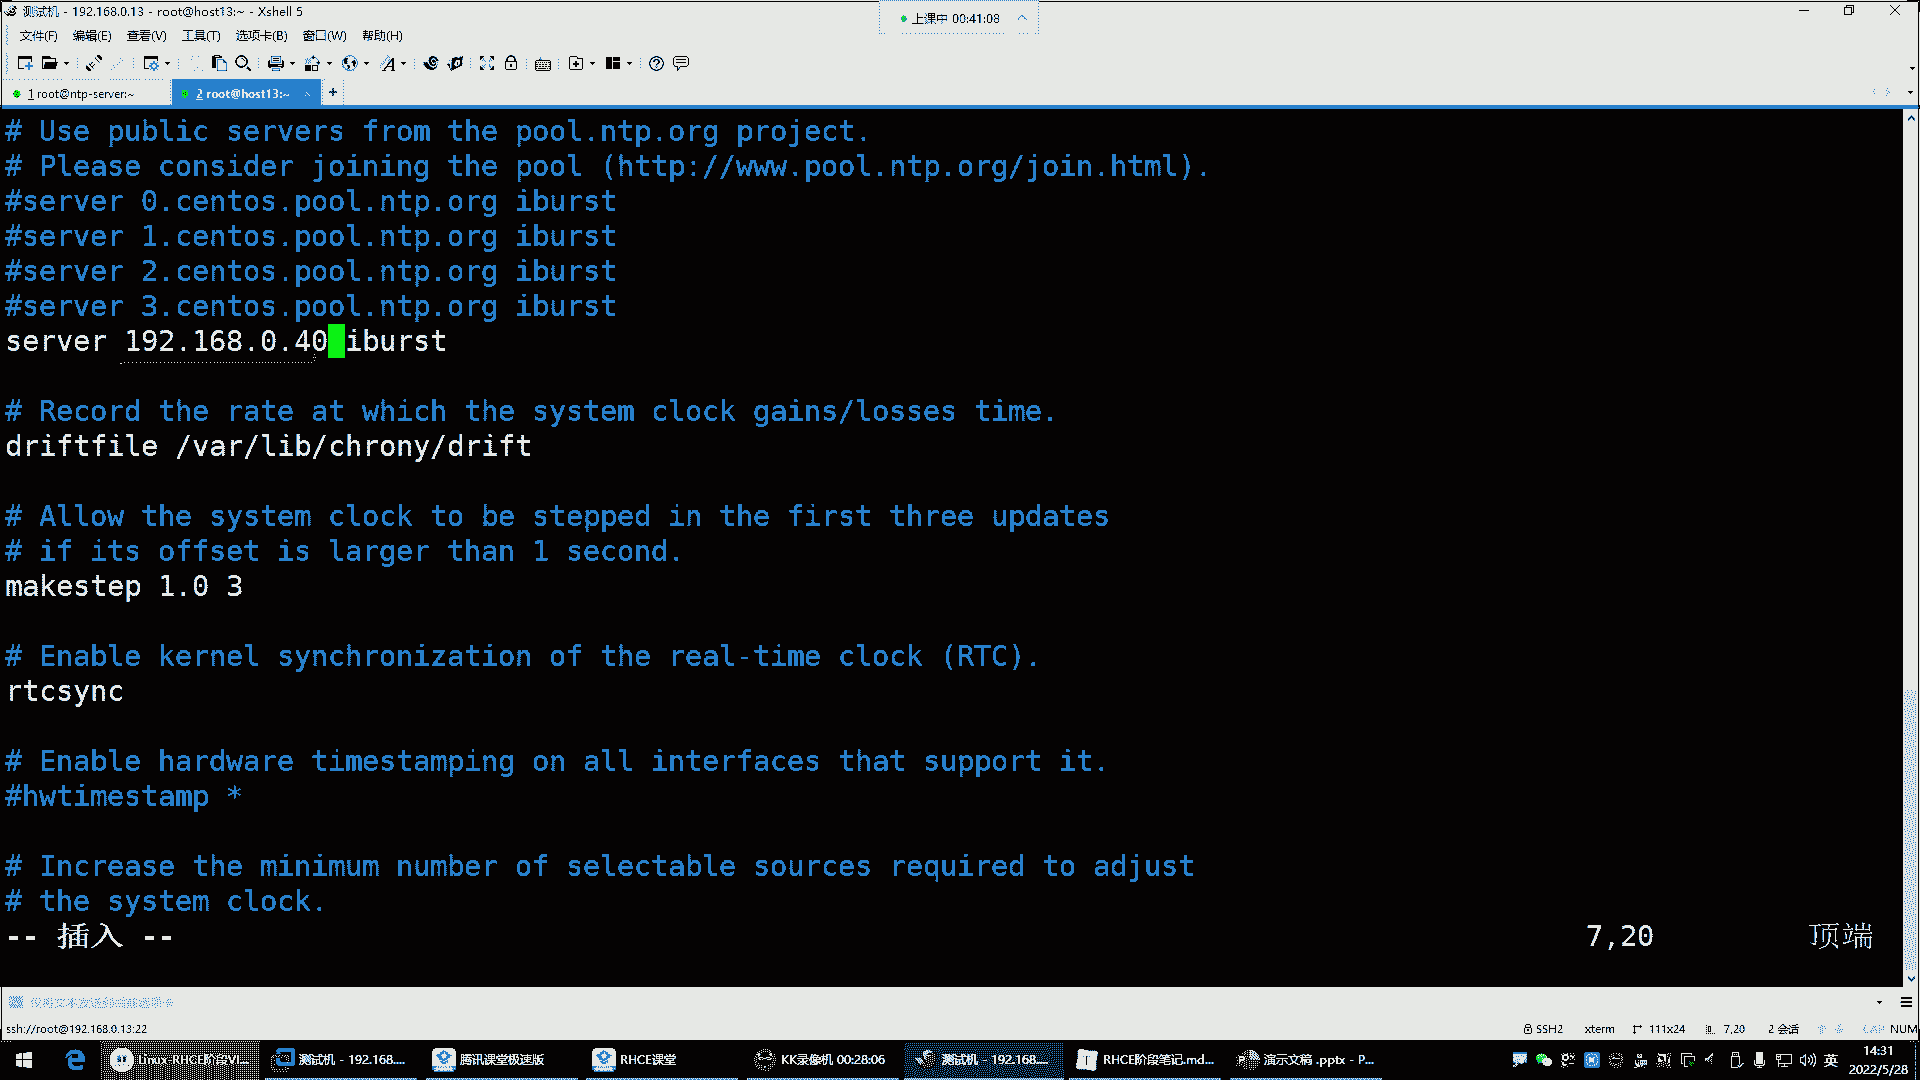 测试机 - 192.168.0.13 - root@host13:~ - Xshell 5
上课中 00:41:08
文件(F) 编辑(E) 查看(V) 工具(T) 选项卡(B) 窗口(W) 帮助(H)
1 root@ntp-server:~
2 root@host13:~
# Use public servers from the pool.ntp.org project.
# Please consider joining the pool (http://www.pool.ntp.org/join.html).
#server 0.centos.pool.ntp.org iburst
#server 1.centos.pool.ntp.org iburst
#server 2.centos.pool.ntp.org iburst
#server 3.centos.pool.ntp.org iburst
server 192.168.0.40 iburst
# Record the rate at which the system clock gains/losses time.
driftfile /var/lib/chrony/drift
# Allow the system clock to be stepped in the first three updates
# if its offset is larger than 1 second.
makestep 1.0 3
# Enable kernel synchronization of the real-time clock (RTC).
rtcsync
# Enable hardware timestamping on all interfaces that support it.
#hwtimestamp *
# Increase the minimum number of selectable sources required to adjust
# the system clock.
-- 插入 -- 7,20 顶端
ssh://root@192.168.0.13:22
SSH2 xterm 111x24 7,20 2 会话 CAP NUM
Linux-RHCE阶段VI...
测试机 - 192.168....
腾讯课堂极速版
RHCE课堂
KK录像机 00:28:06
测试机 - 192.168....
RHCE阶段笔记.md...
演示文稿 .pptx - P...
英
14:31
2022/5/28